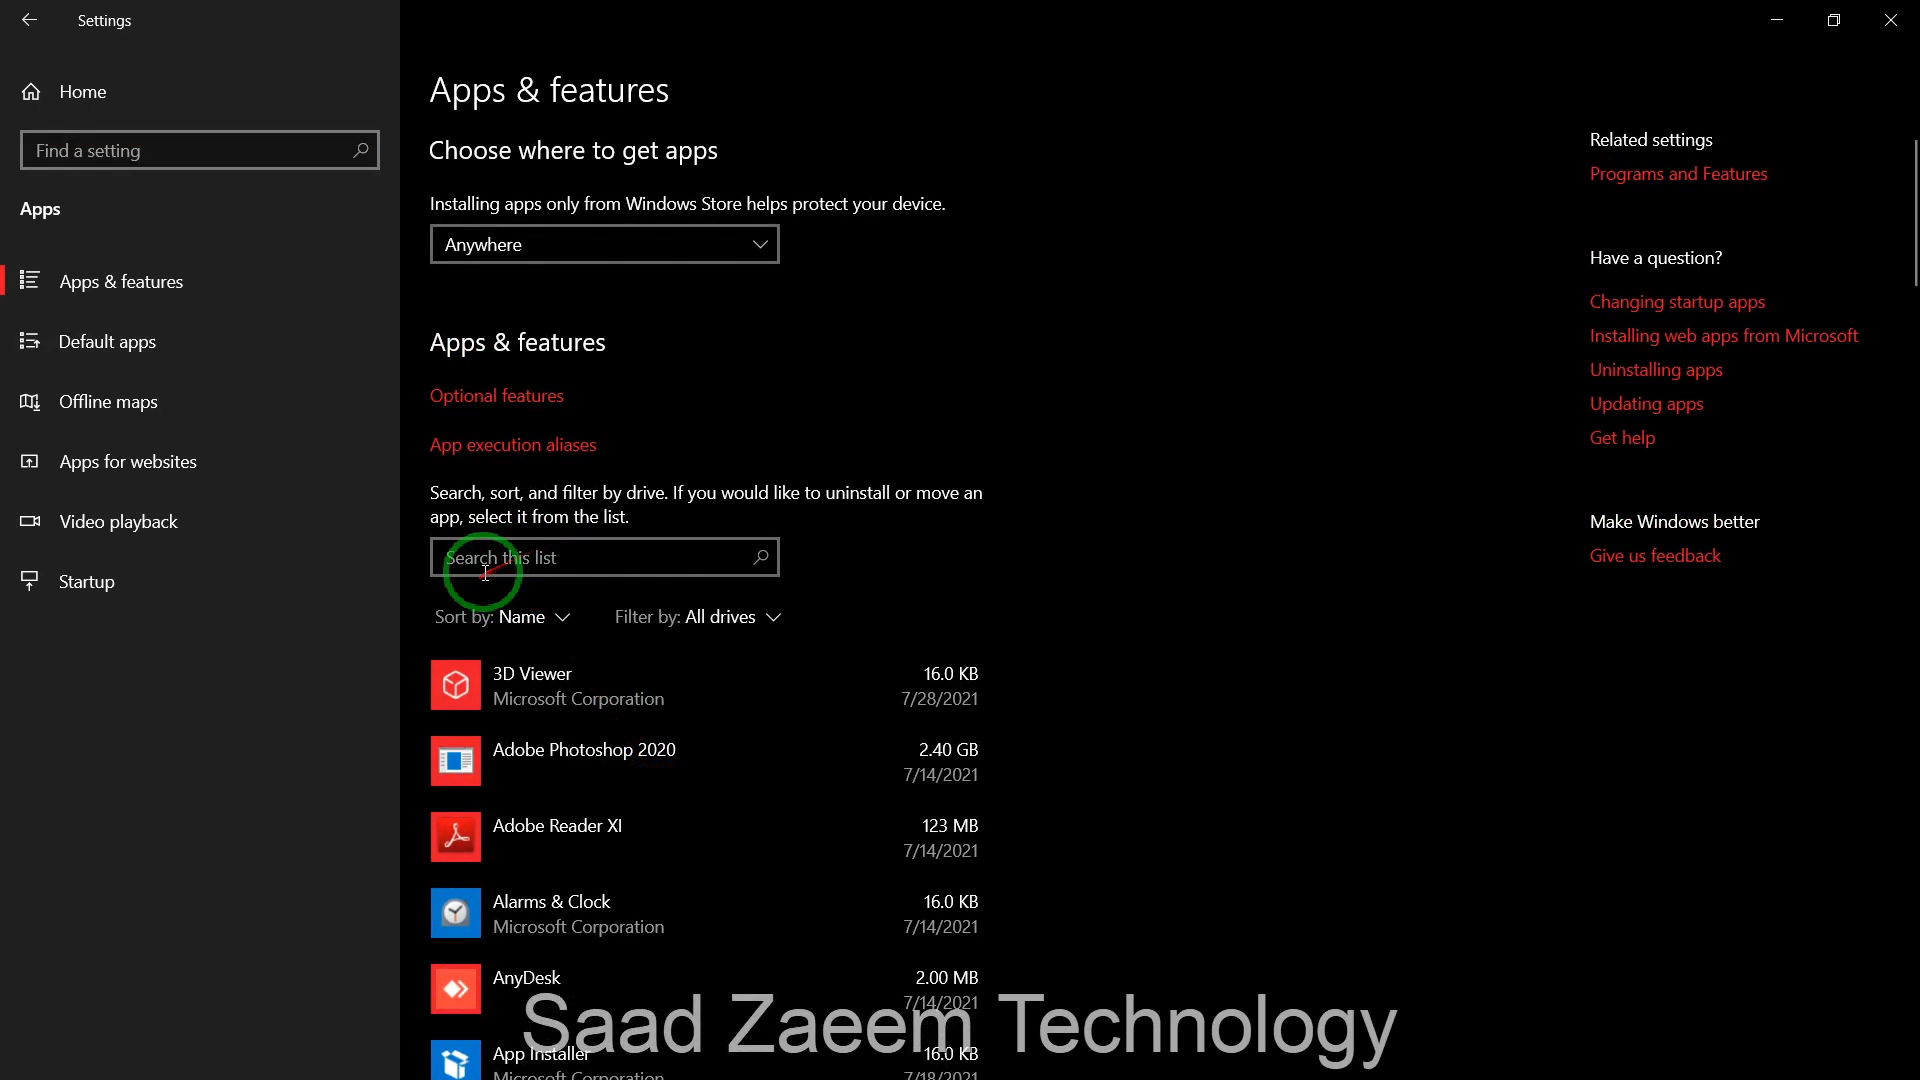 Settings
Home
Find a setting
Apps
Apps & features
Default apps
Offline maps
Apps for websites
Video playback
Startup
Apps & features
Choose where to get apps
Installing apps only from Windows Store helps protect your device.
Anywhere
Apps & features
Optional features
App execution aliases
Search, sort, and filter by drive. If you would like to uninstall or move an
app, select it from the list.
Search this list
Sort by: Name Filter by: All drives
3D Viewer 16.0 KB
Microsoft Corporation 7/28/2021
Adobe Photoshop 2020 2.40 GB
7/14/2021
Adobe Reader XI 123 MB
7/14/2021
Alarms & Clock 16.0 KB
Microsoft Corporation 7/14/2021
AnyDesk 2.00 MB
7/14/2021
App Installer 16.0 KB
Microsoft Corporation 7/18/2021
Saad Zaeem Technology
Related settings
Programs and Features
Have a question?
Changing startup apps
Installing web apps from Microsoft
Uninstalling apps
Updating apps
Get help
Make Windows better
Give us feedback